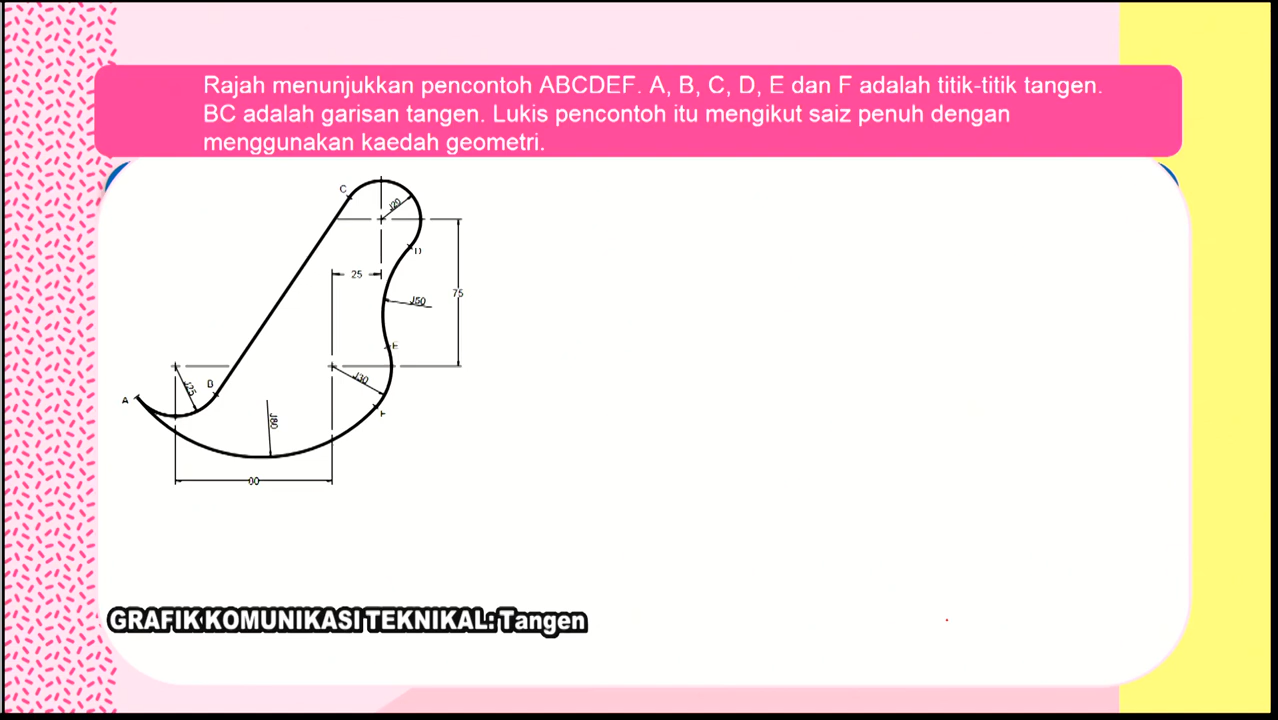 Rajah menunjukkan pencontoh ABCDEF. A, B, C, D, E dan F adalah titik-titik tangen.
BC adalah garisan tangen. Lukis pencontoh itu mengikut saiz penuh dengan
menggunakan kaedah geometri.
C
J20
D
25
75
J50
E
J30
J25
B
A
J80
GRAFIK KOMUNIKASI TEKNIKAL: Tangen